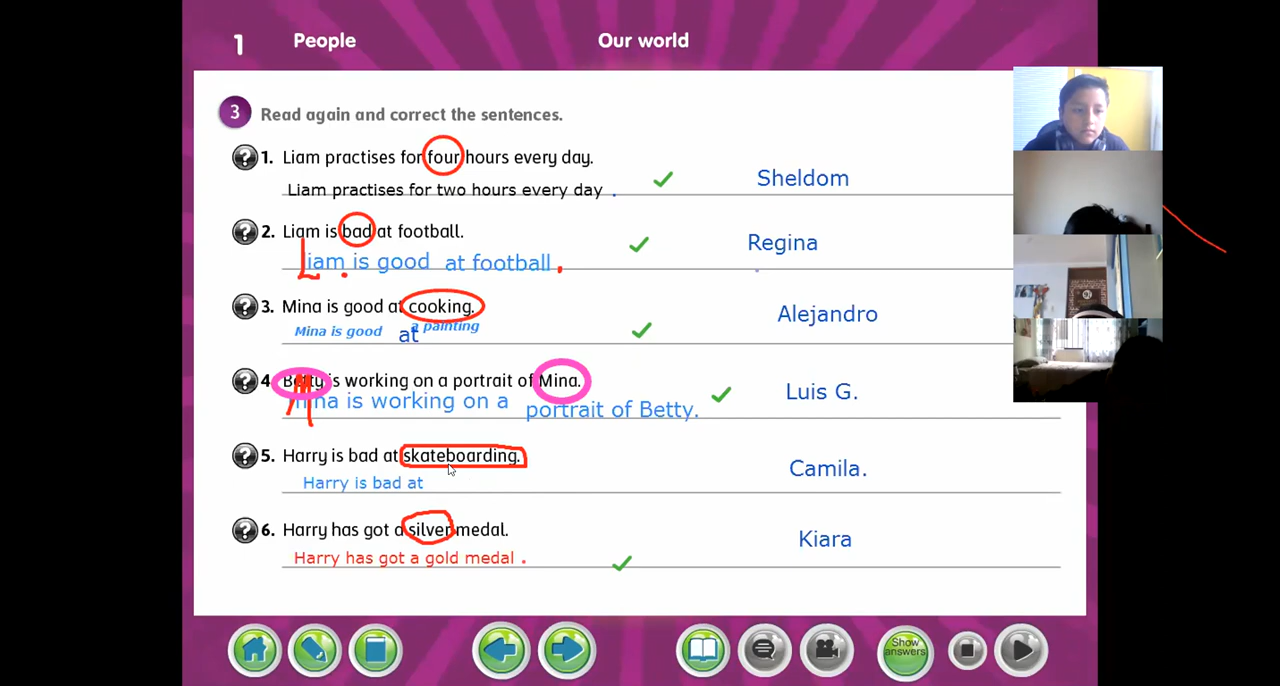 1 People Our world
3 Read again and correct the sentences.
1. Liam practises for four hours every day.
Liam practises for two hours every day . Sheldom
2. Liam is bad at football.
Liam is good at football. Regina
3. Mina is good at cooking.
Mina is good at a painting Alejandro
4. Betty is working on a portrait of Mina.
Mina is working on a portrait of Betty. Luis G.
5. Harry is bad at skateboarding.
Harry is bad at Camila.
6. Harry has got a silver medal.
Harry has got a gold medal . Kiara
Show answers